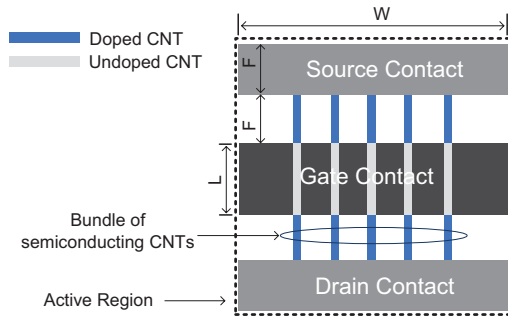 W
Doped CNT
Undoped CNT
F
Source Contact
F
L
Gate Contact
Bundle of
semiconducting CNTs
Drain Contact
Active Region